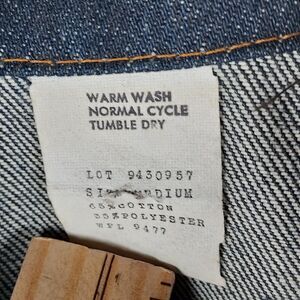 WARM WASH
NORMAL CYCLE
TUMBLE DRY
LOT 9430957
MEDIUM
65%COTTON
35%POLYESTER
WPL 9477